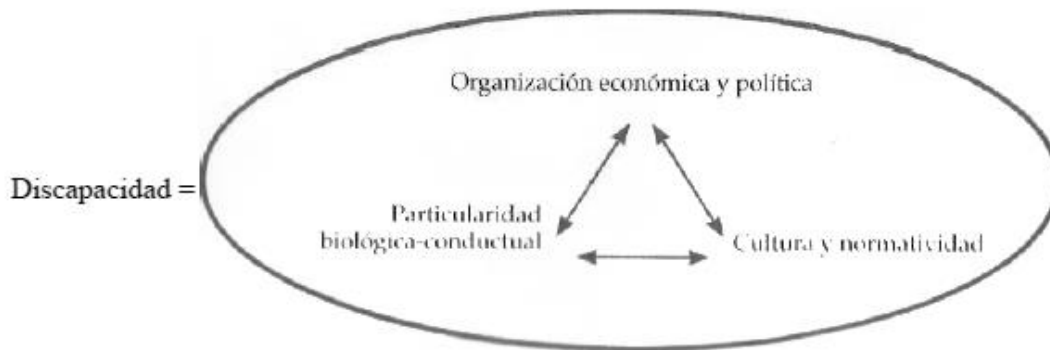 Organización económica y política
Discapacidad =
Particularidad
biológica-conductual
Cultura y normatividad